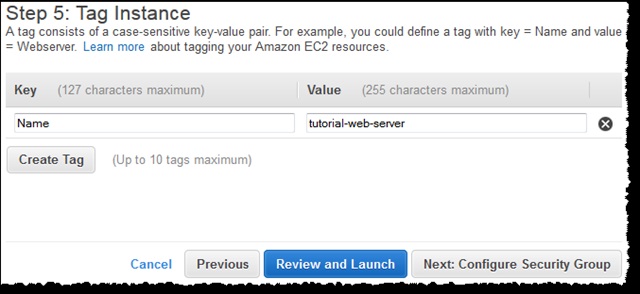 Step 5: Tag Instance
A tag consists of a case-sensitive key-value pair. For example, you could define a tag with key = Name and value
= Webserver. Learn more about tagging your Amazon EC2 resources.
Key (127 characters maximum) Value (255 characters maximum)
Name tutorial-web-server
Create Tag (Up to 10 tags maximum)
Cancel Previous Review and Launch Next: Configure Security Group